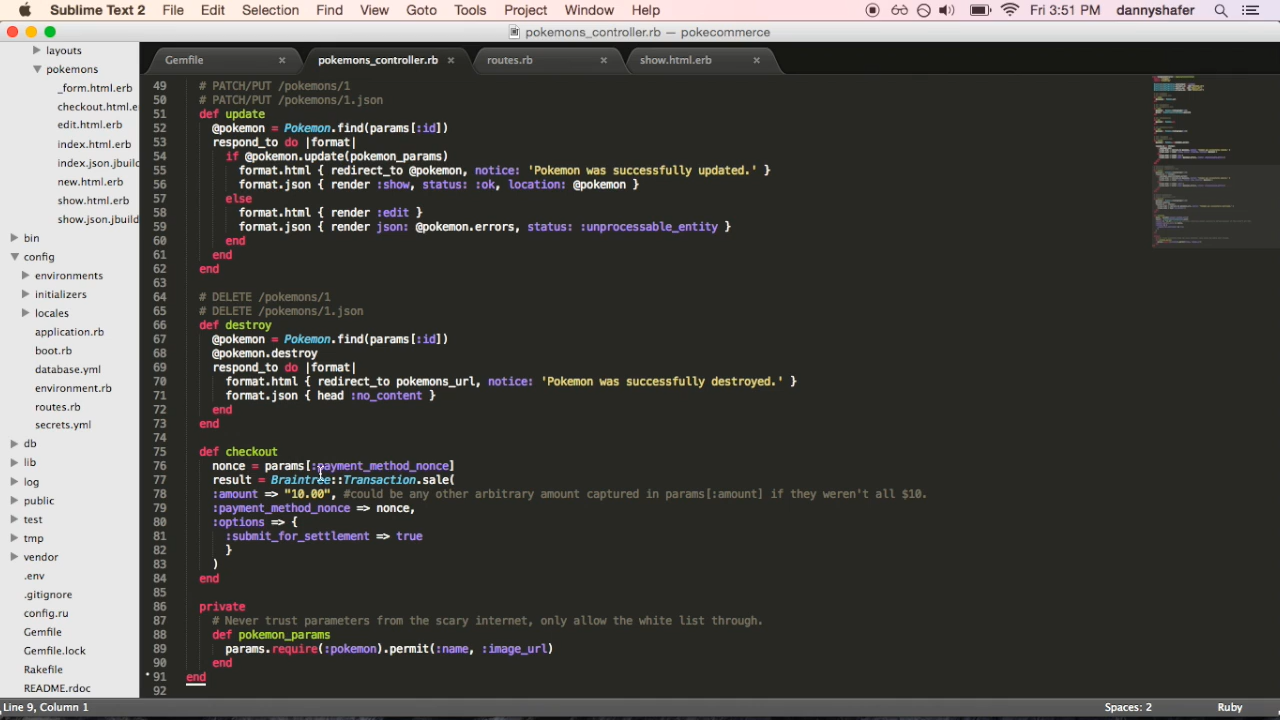 Sublime Text 2 File Edit Selection Find View Goto Tools Project Window Help Fri 3:51 PM dannyshafer
pokemons_controller.rb — pokecommerce
Gemfile × pokemons_controller.rb × routes.rb × show.html.erb ×
layouts
pokemons
_form.html.erb
checkout.html.e
edit.html.erb
index.html.erb
index.json.jbuil
new.html.erb
show.html.erb
show.json.jbuild
bin
config
environments
initializers
locales
application.rb
boot.rb
database.yml
environment.rb
routes.rb
secrets.yml
db
lib
log
public
test
tmp
vendor
.env
.gitignore
config.ru
Gemfile
Gemfile.lock
Rakefile
README.rdoc
49 # PATCH/PUT /pokemons/1
50 # PATCH/PUT /pokemons/1.json
51 def update
52 @pokemon = Pokemon.find(params[:id])
53 respond_to do |format|
54 if @pokemon.update(pokemon_params)
55 format.html { redirect_to @pokemon, notice: 'Pokemon was successfully updated.' }
56 format.json { render :show, status: :ok, location: @pokemon }
57 else
58 format.html { render :edit }
59 format.json { render json: @pokemon.errors, status: :unprocessable_entity }
60 end
61 end
62 end
63
64 # DELETE /pokemons/1
65 # DELETE /pokemons/1.json
66 def destroy
67 @pokemon = Pokemon.find(params[:id])
68 @pokemon.destroy
69 respond_to do |format|
70 format.html { redirect_to pokemons_url, notice: 'Pokemon was successfully destroyed.' }
71 format.json { head :no_content }
72 end
73 end
74
75 def checkout
76 nonce = params[:payment_method_nonce]
77 result = Braintree::Transaction.sale(
78 :amount => "10.00", #could be any other arbitrary amount captured in params[:amount] if they weren't all $10.
79 :payment_method_nonce => nonce,
80 :options => {
81 :submit_for_settlement => true
82 }
83 )
84 end
85
86 private
87 # Never trust parameters from the scary internet, only allow the white list through.
88 def pokemon_params
89 params.require(:pokemon).permit(:name, :image_url)
90 end
91 end
92
Line 9, Column 1 Spaces: 2 Ruby